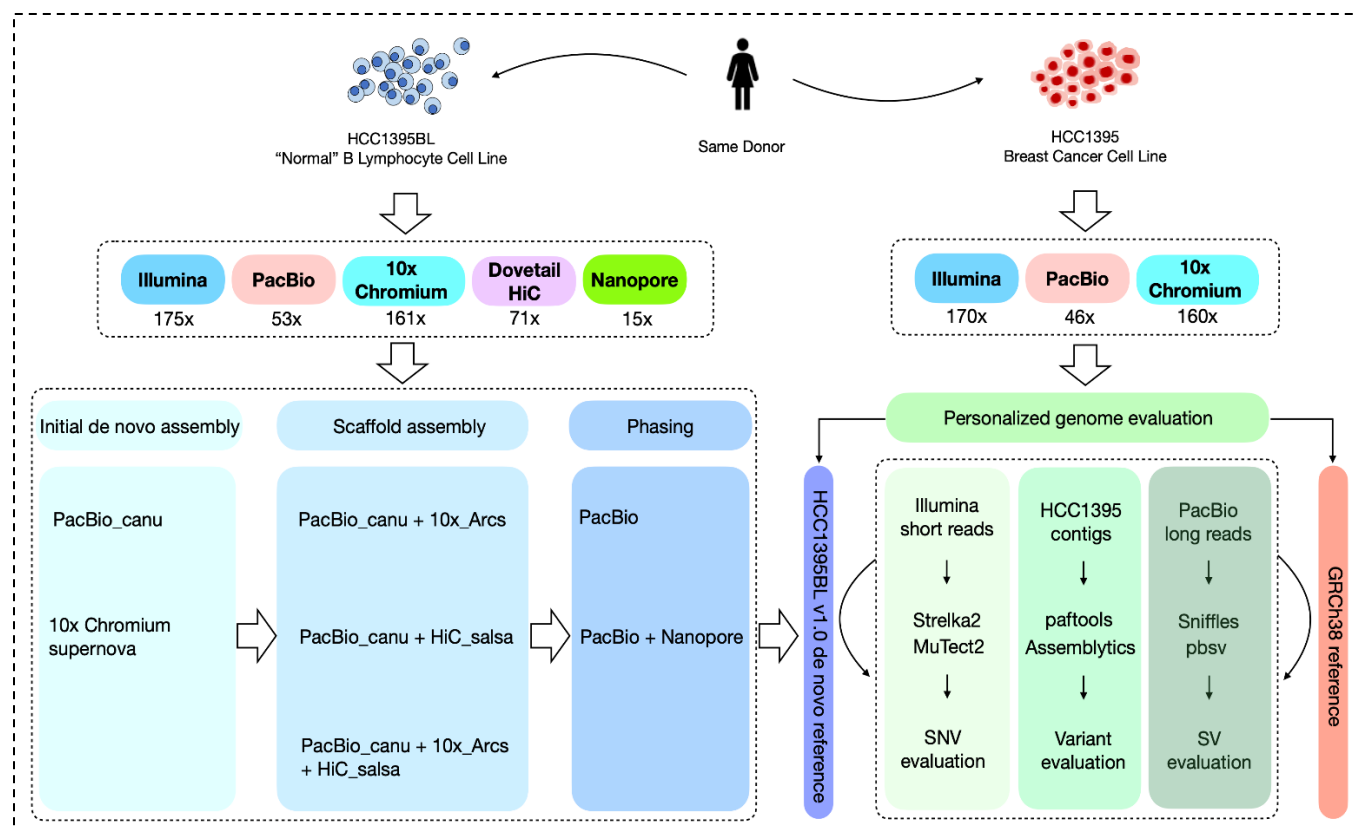 HCC1395BL
“Normal” B Lymphocyte Cell Line
Same Donor
HCC1395
Breast Cancer Cell Line
Illumina
PacBio
10x
Chromium
Dovetail
HiC
Nanopore
175x
53x
161x
71x
15x
Illumina
PacBio
10x
Chromium
170x
46x
160x
Initial de novo assembly
Scaffold assembly
Phasing
PacBio_canu
10x Chromium
supernova
PacBio_canu + 10x_Arcs
PacBio_canu + HiC_salsa
PacBio_canu + 10x_Arcs
+ HiC_salsa
PacBio
PacBio + Nanopore
HCC1395BL v1.0 de novo reference
Personalized genome evaluation
Illumina
short reads
Strelka2
MuTect2
SNV
evaluation
HCC1395
contigs
paftools
Assemblytics
Variant
evaluation
PacBio
long reads
Sniffles
pbsv
SV
evaluation
GRCh38 reference